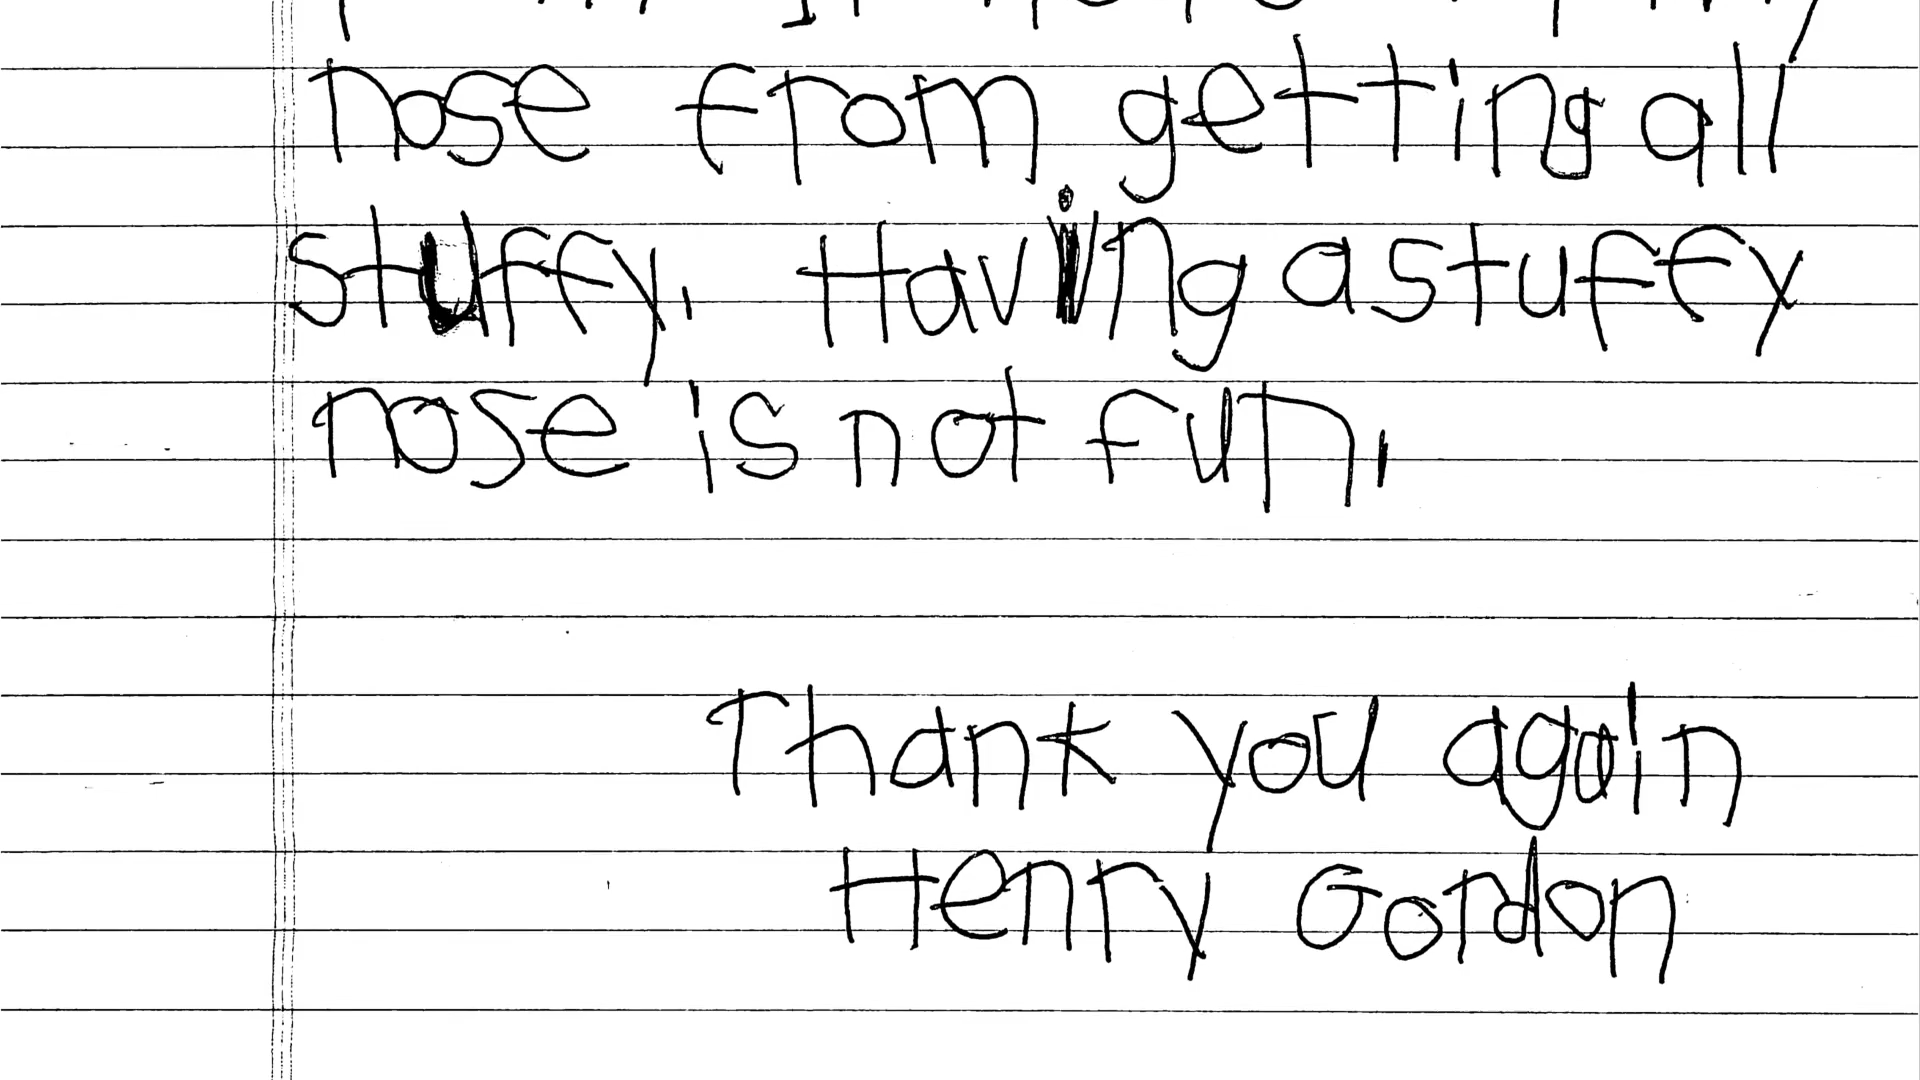 nose from getting all
stuffy. Having a stuffy
nose is not fun.
Thank you again
Henry Gordon